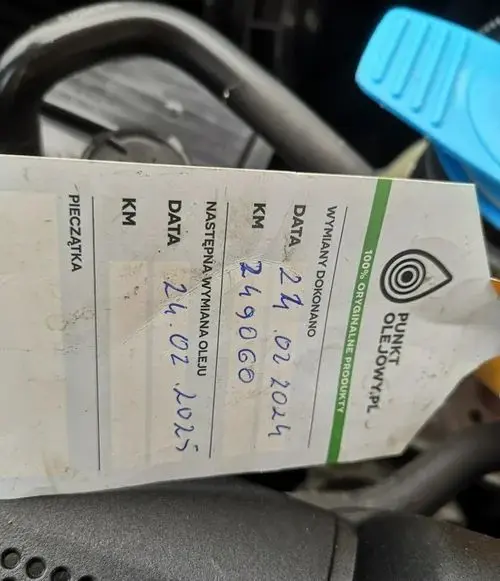 PUNKT
OLEJOWY.PL
100% ORYGINALNE PRODUKTY
WYMIANY DOKONANO
DATA 21.02 2024
KM 249060
NASTĘPNA WYMIANA OLEJU
DATA 24.02.2025
KM
PIECZĄTKA